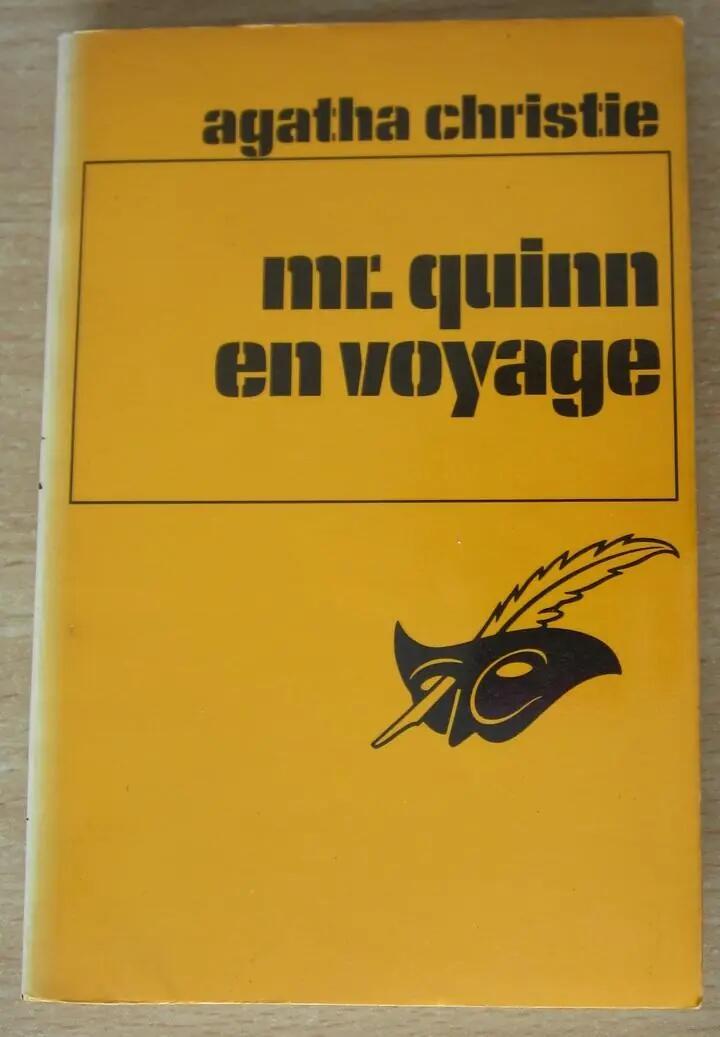 agatha christie
mr. quinn
en voyage